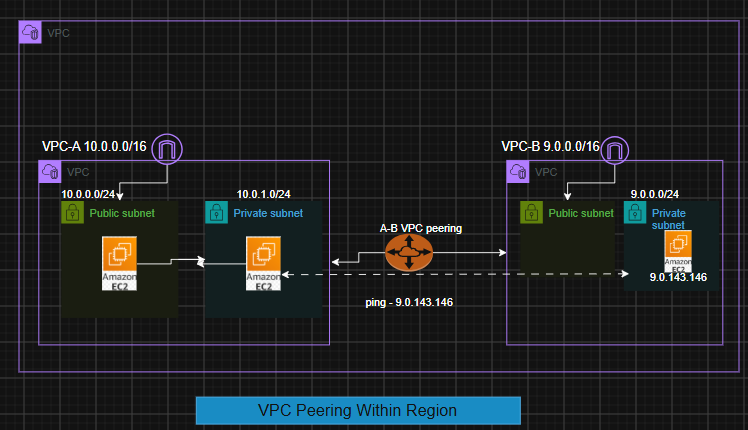 VPC
VPC-A 10.0.0.0/16
VPC-B 9.0.0.0/16
VPC
VPC
10.0.0.0/24
10.0.1.0/24
9.0.0.0/24
Public subnet
Private subnet
Public subnet
Private
subnet
A-B VPC peering
Amazon
EC2
Amazon
EC2
Amazon
EC2
9.0.143.146
ping - 9.0.143.146
VPC Peering Within Region